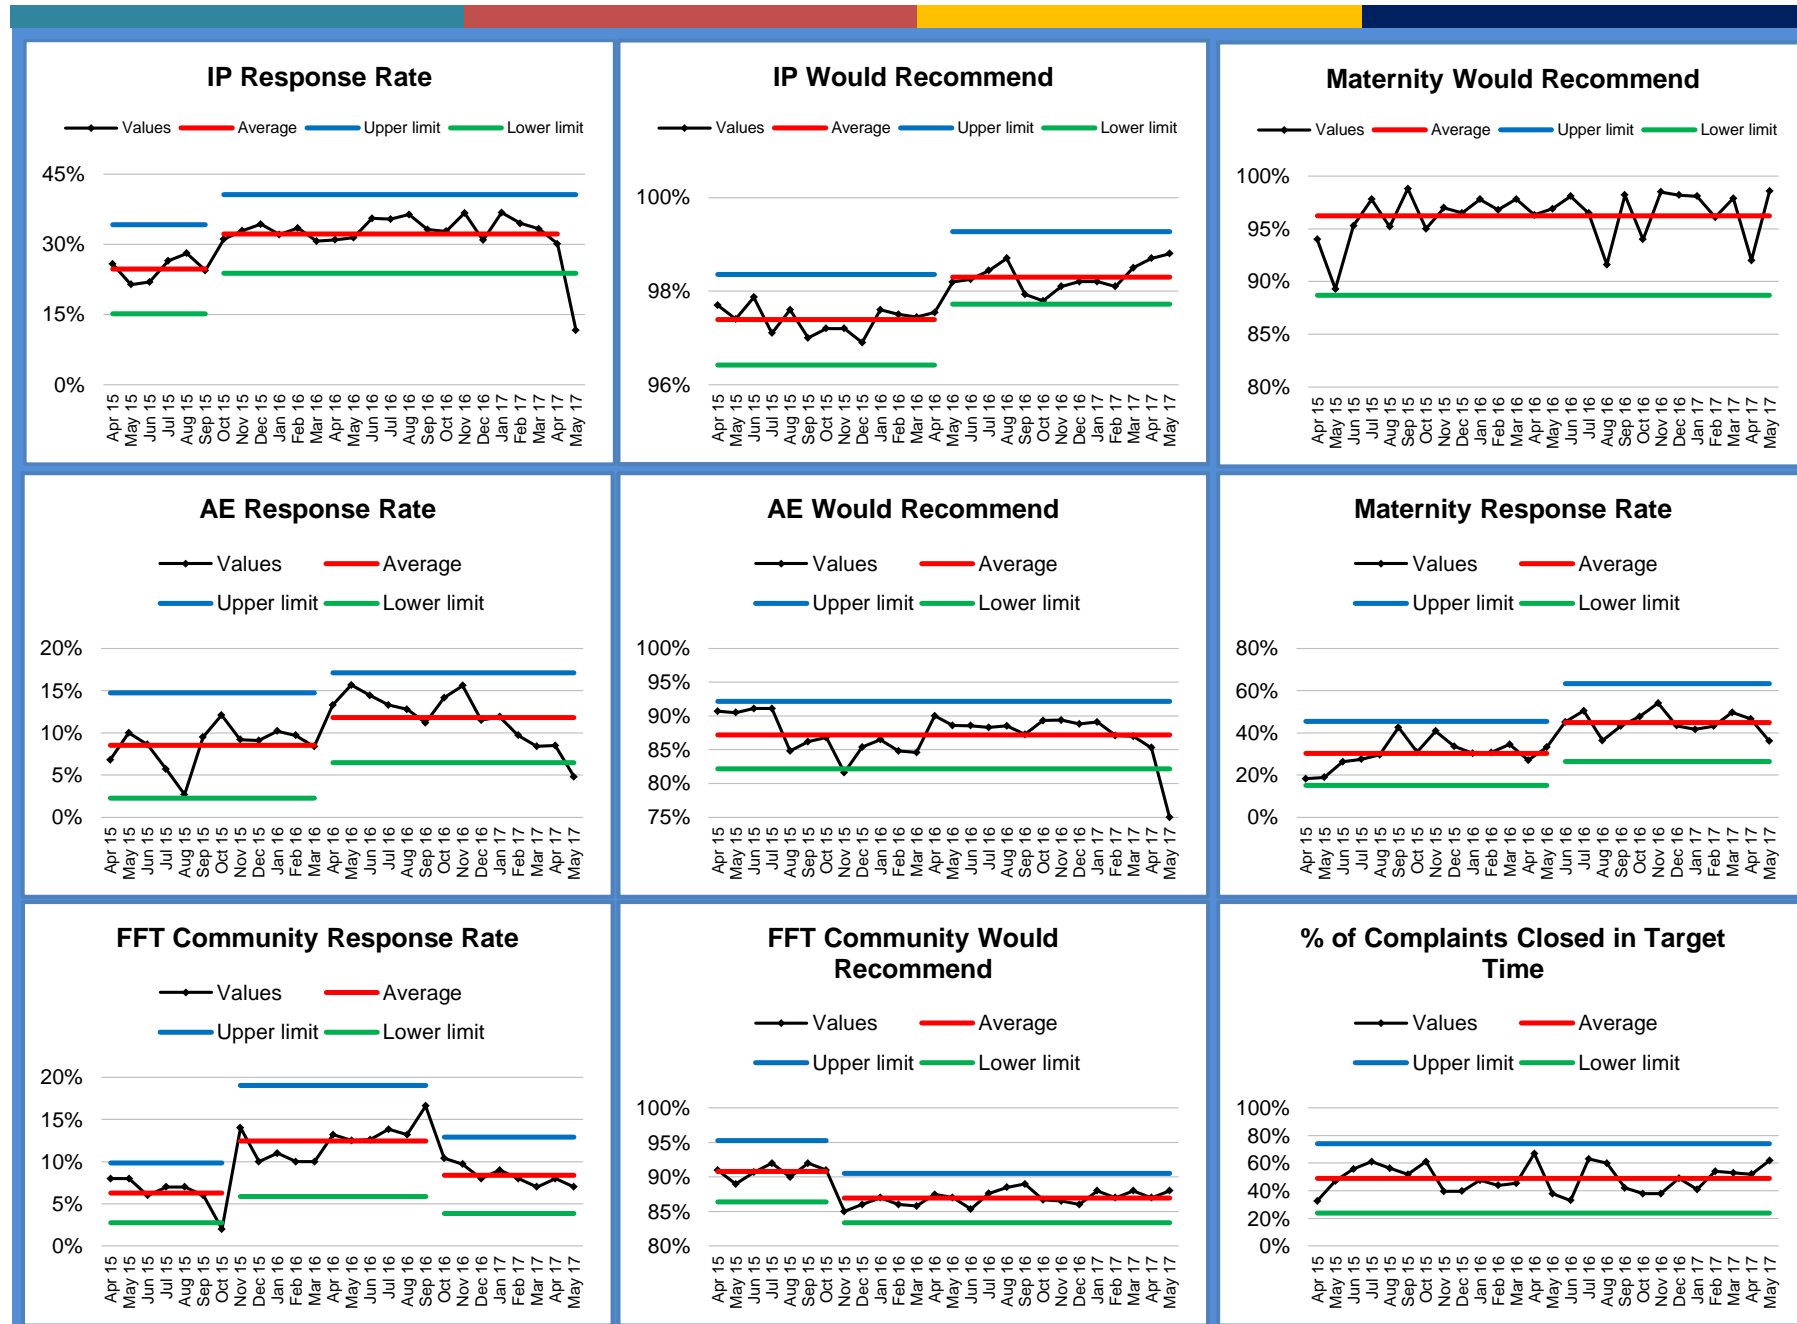 IP Response Rate
Values Average Upper limit Lower limit
45%
30%
15%
0%
Apr 15 May 15 Jun 15 Jul 15 Aug 15 Sep 15 Oct 15 Nov 15 Dec 15 Jan 16 Feb 16 Mar 16 Apr 16 May 16 Jun 16 Jul 16 Aug 16 Sep 16 Oct 16 Nov 16 Dec 16 Jan 17 Feb 17 Mar 17 Apr 17 May 17
IP Would Recommend
Values Average Upper limit Lower limit
100%
98%
96%
Apr 15 May 15 Jun 15 Jul 15 Aug 15 Sep 15 Oct 15 Nov 15 Dec 15 Jan 16 Feb 16 Mar 16 Apr 16 May 16 Jun 16 Jul 16 Aug 16 Sep 16 Oct 16 Nov 16 Dec 16 Jan 17 Feb 17 Mar 17 Apr 17 May 17
Maternity Would Recommend
Values Average Upper limit Lower limit
100%
95%
90%
85%
80%
Apr 15 May 15 Jun 15 Jul 15 Aug 15 Sep 15 Oct 15 Nov 15 Dec 15 Jan 16 Feb 16 Mar 16 Apr 16 May 16 Jun 16 Jul 16 Aug 16 Sep 16 Oct 16 Nov 16 Dec 16 Jan 17 Feb 17 Mar 17 Apr 17 May 17
AE Response Rate
Values Average
Upper limit Lower limit
20%
15%
10%
5%
0%
Apr 15 May 15 Jun 15 Jul 15 Aug 15 Sep 15 Oct 15 Nov 15 Dec 15 Jan 16 Feb 16 Mar 16 Apr 16 May 16 Jun 16 Jul 16 Aug 16 Sep 16 Oct 16 Nov 16 Dec 16 Jan 17 Feb 17 Mar 17 Apr 17 May 17
AE Would Recommend
Values Average
Upper limit Lower limit
100%
95%
90%
85%
80%
75%
Apr 15 May 15 Jun 15 Jul 15 Aug 15 Sep 15 Oct 15 Nov 15 Dec 15 Jan 16 Feb 16 Mar 16 Apr 16 May 16 Jun 16 Jul 16 Aug 16 Sep 16 Oct 16 Nov 16 Dec 16 Jan 17 Feb 17 Mar 17 Apr 17 May 17
Maternity Response Rate
Values Average
Upper limit Lower limit
80%
60%
40%
20%
0%
Apr 15 May 15 Jun 15 Jul 15 Aug 15 Sep 15 Oct 15 Nov 15 Dec 15 Jan 16 Feb 16 Mar 16 Apr 16 May 16 Jun 16 Jul 16 Aug 16 Sep 16 Oct 16 Nov 16 Dec 16 Jan 17 Feb 17 Mar 17 Apr 17 May 17
FFT Community Response Rate
Values Average
Upper limit Lower limit
20%
15%
10%
5%
0%
Apr 15 May 15 Jun 15 Jul 15 Aug 15 Sep 15 Oct 15 Nov 15 Dec 15 Jan 16 Feb 16 Mar 16 Apr 16 May 16 Jun 16 Jul 16 Aug 16 Sep 16 Oct 16 Nov 16 Dec 16 Jan 17 Feb 17 Mar 17 Apr 17 May 17
FFT Community Would
Recommend
Values Average
Upper limit Lower limit
100%
95%
90%
85%
80%
Apr 15 May 15 Jun 15 Jul 15 Aug 15 Sep 15 Oct 15 Nov 15 Dec 15 Jan 16 Feb 16 Mar 16 Apr 16 May 16 Jun 16 Jul 16 Aug 16 Sep 16 Oct 16 Nov 16 Dec 16 Jan 17 Feb 17 Mar 17 Apr 17 May 17
% of Complaints Closed in Target
Time
Values Average
Upper limit Lower limit
100%
80%
60%
40%
20%
0%
Apr 15 May 15 Jun 15 Jul 15 Aug 15 Sep 15 Oct 15 Nov 15 Dec 15 Jan 16 Feb 16 Mar 16 Apr 16 May 16 Jun 16 Jul 16 Aug 16 Sep 16 Oct 16 Nov 16 Dec 16 Jan 17 Feb 17 Mar 17 Apr 17 May 17